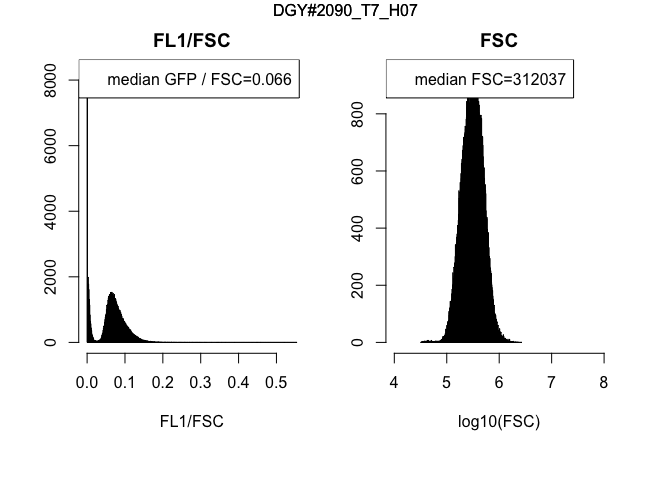 DGY#2090_T7_H07
FL1/FSC
median GFP / FSC=0.066
8000
6000
4000
2000
0
0.0 0.1 0.2 0.3 0.4 0.5
FL1/FSC
FSC
median FSC=312037
800
600
400
200
0
4 5 6 7 8
log10(FSC)